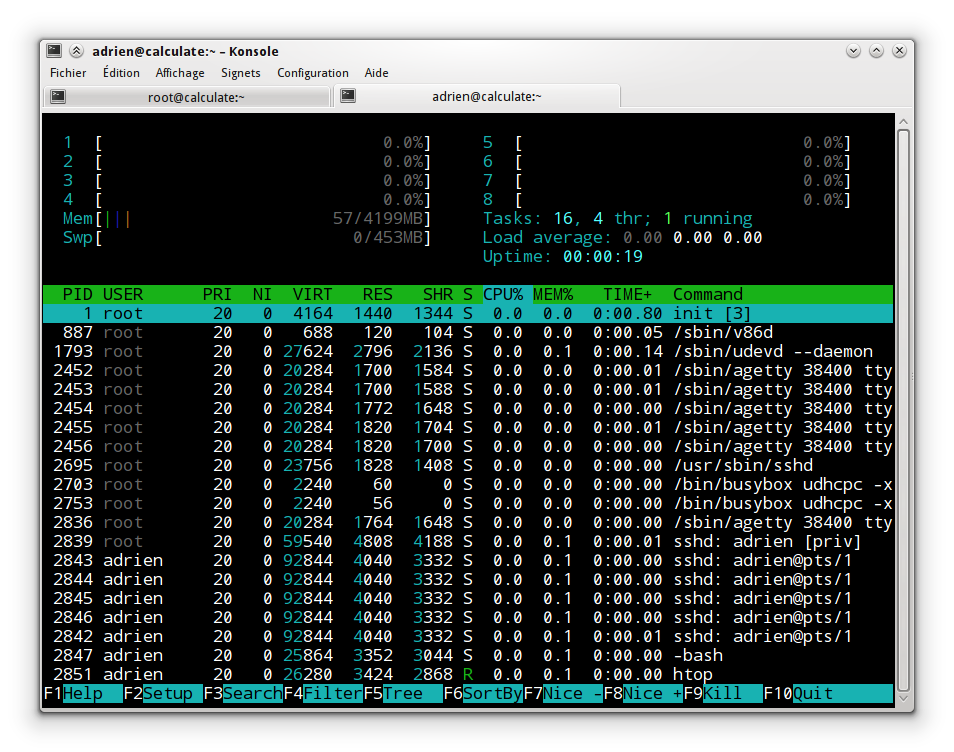 adrien@calculate:~ – Konsole
Fichier Édition Affichage Signets Configuration Aide
root@calculate:~ adrien@calculate:~
1 [ 0.0%] 5 [ 0.0%]
2 [ 0.0%] 6 [ 0.0%]
3 [ 0.0%] 7 [ 0.0%]
4 [ 0.0%] 8 [ 0.0%]
Mem[||| 57/4199MB] Tasks: 16, 4 thr; 1 running
Swp[ 0/453MB] Load average: 0.00 0.00 0.00
Uptime: 00:00:19
PID USER PRI NI VIRT RES SHR S CPU% MEM% TIME+ Command
1 root 20 0 4164 1440 1344 S 0.0 0.0 0:00.80 init [3]
887 root 20 0 688 120 104 S 0.0 0.0 0:00.05 /sbin/v86d
1793 root 20 0 27624 2796 2136 S 0.0 0.1 0:00.14 /sbin/udevd --daemon
2452 root 20 0 20284 1700 1584 S 0.0 0.0 0:00.01 /sbin/agetty 38400 tty
2453 root 20 0 20284 1700 1588 S 0.0 0.0 0:00.01 /sbin/agetty 38400 tty
2454 root 20 0 20284 1772 1648 S 0.0 0.0 0:00.00 /sbin/agetty 38400 tty
2455 root 20 0 20284 1820 1704 S 0.0 0.0 0:00.01 /sbin/agetty 38400 tty
2456 root 20 0 20284 1820 1700 S 0.0 0.0 0:00.00 /sbin/agetty 38400 tty
2695 root 20 0 23756 1828 1408 S 0.0 0.0 0:00.00 /usr/sbin/sshd
2703 root 20 0 2240 60 0 S 0.0 0.0 0:00.00 /bin/busybox udhcpc -x
2753 root 20 0 2240 56 0 S 0.0 0.0 0:00.00 /bin/busybox udhcpc -x
2836 root 20 0 20284 1764 1648 S 0.0 0.0 0:00.00 /sbin/agetty 38400 tty
2839 root 20 0 59540 4808 4188 S 0.0 0.1 0:00.01 sshd: adrien [priv]
2843 adrien 20 0 92844 4040 3332 S 0.0 0.1 0:00.00 sshd: adrien@pts/1
2844 adrien 20 0 92844 4040 3332 S 0.0 0.1 0:00.00 sshd: adrien@pts/1
2845 adrien 20 0 92844 4040 3332 S 0.0 0.1 0:00.00 sshd: adrien@pts/1
2846 adrien 20 0 92844 4040 3332 S 0.0 0.1 0:00.00 sshd: adrien@pts/1
2842 adrien 20 0 92844 4040 3332 S 0.0 0.1 0:00.01 sshd: adrien@pts/1
2847 adrien 20 0 25864 3352 3044 S 0.0 0.1 0:00.00 -bash
2851 adrien 20 0 26280 3424 2868 R 0.0 0.1 0:00.00 htop
F1Help F2Setup F3SearchF4FilterF5Tree F6SortByF7Nice -F8Nice +F9Kill F10Quit